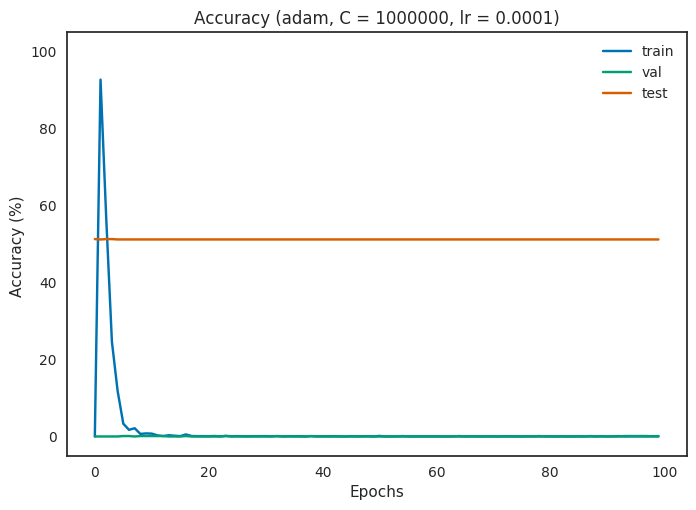 Accuracy (adam, C = 1000000, lr = 0.0001)
100
80
60
40
20
0
Accuracy (%)
train
val
test
0 20 40 60 80 100
Epochs